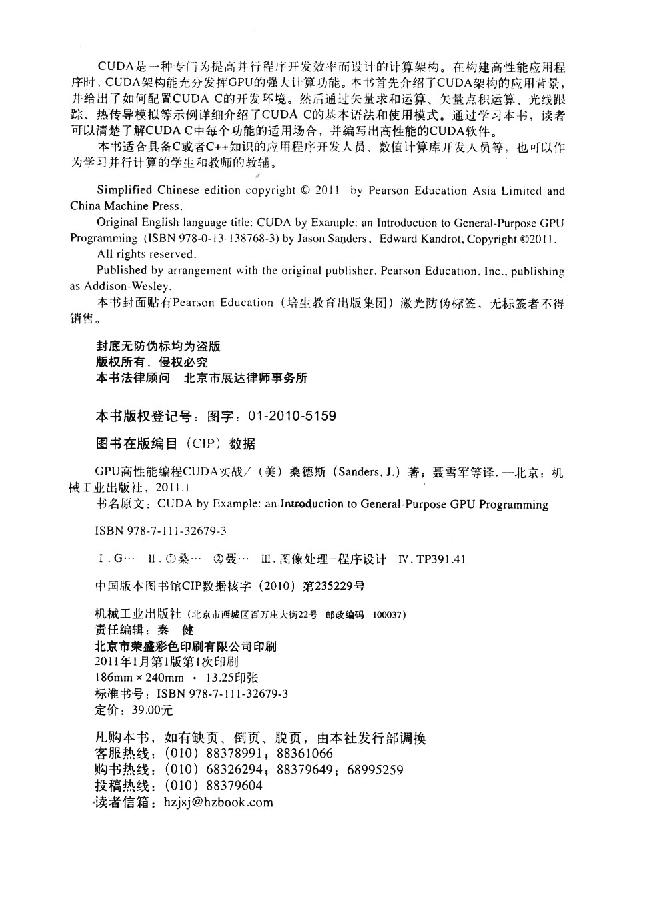 CUDA是一种专门为提高并行程序开发效率而设计的计算架构。在构建高性能应用程
序时，CUDA架构能充分发挥GPU的强大计算功能。本书首先介绍了CUDA架构的应用背景，
并给出了如何配置CUDA C的开发环境。然后通过矢量求和运算、矢量点积运算、光线跟
踪、热传导模拟等示例详细介绍了CUDA C的基本语法和使用模式。通过学习本书，读者
可以清楚了解CUDA C中每个功能的适用场合，并编写出高性能的CUDA软件。
本书适合具备C或者C++知识的应用程序开发人员、数值计算库开发人员等，也可以作
为学习并行计算的学生和教师的教辅。
Simplified Chinese edition copyright © 2011 by Pearson Education Asia Limited and
China Machine Press.
Original English language title: CUDA by Example: an Introduction to General-Purpose GPU
Programming (ISBN 978-0-13-138768-3) by Jason Sanders, Edward Kandrot, Copyright ©2011.
All rights reserved.
Published by arrangement with the original publisher, Pearson Education, Inc., publishing
as Addison-Wesley.
本书封面贴有Pearson Education（培生教育出版集团）激光防伪标签，无标签者不得
销售。
封底无防伪标均为盗版
版权所有，侵权必究
本书法律顾问 北京市展达律师事务所
本书版权登记号：图字：01-2010-5159
图书在版编目（CIP）数据
GPU高性能编程CUDA实战/（美）桑德斯（Sanders, J.）著；聂雪军等译.—北京：机
械工业出版社，2011.1
书名原文：CUDA by Example: an Introduction to General-Purpose GPU Programming
ISBN 978-7-111-32679-3
Ⅰ. G… Ⅱ. ①桑… ②聂… Ⅲ. 图像处理-程序设计 Ⅳ. TP391.41
中国版本图书馆CIP数据核字（2010）第235229号
机械工业出版社（北京市西城区百万庄大街22号 邮政编码 100037）
责任编辑：秦 健
北京市荣盛彩色印刷有限公司印刷
2011年1月第1版第1次印刷
186mm×240mm · 13.25印张
标准书号：ISBN 978-7-111-32679-3
定价：39.00元
凡购本书，如有缺页、倒页、脱页，由本社发行部调换
客服热线：(010) 88378991；88361066
购书热线：(010) 68326294；88379649；68995259
投稿热线：(010) 88379604
读者信箱：hzjsj@hzbook.com